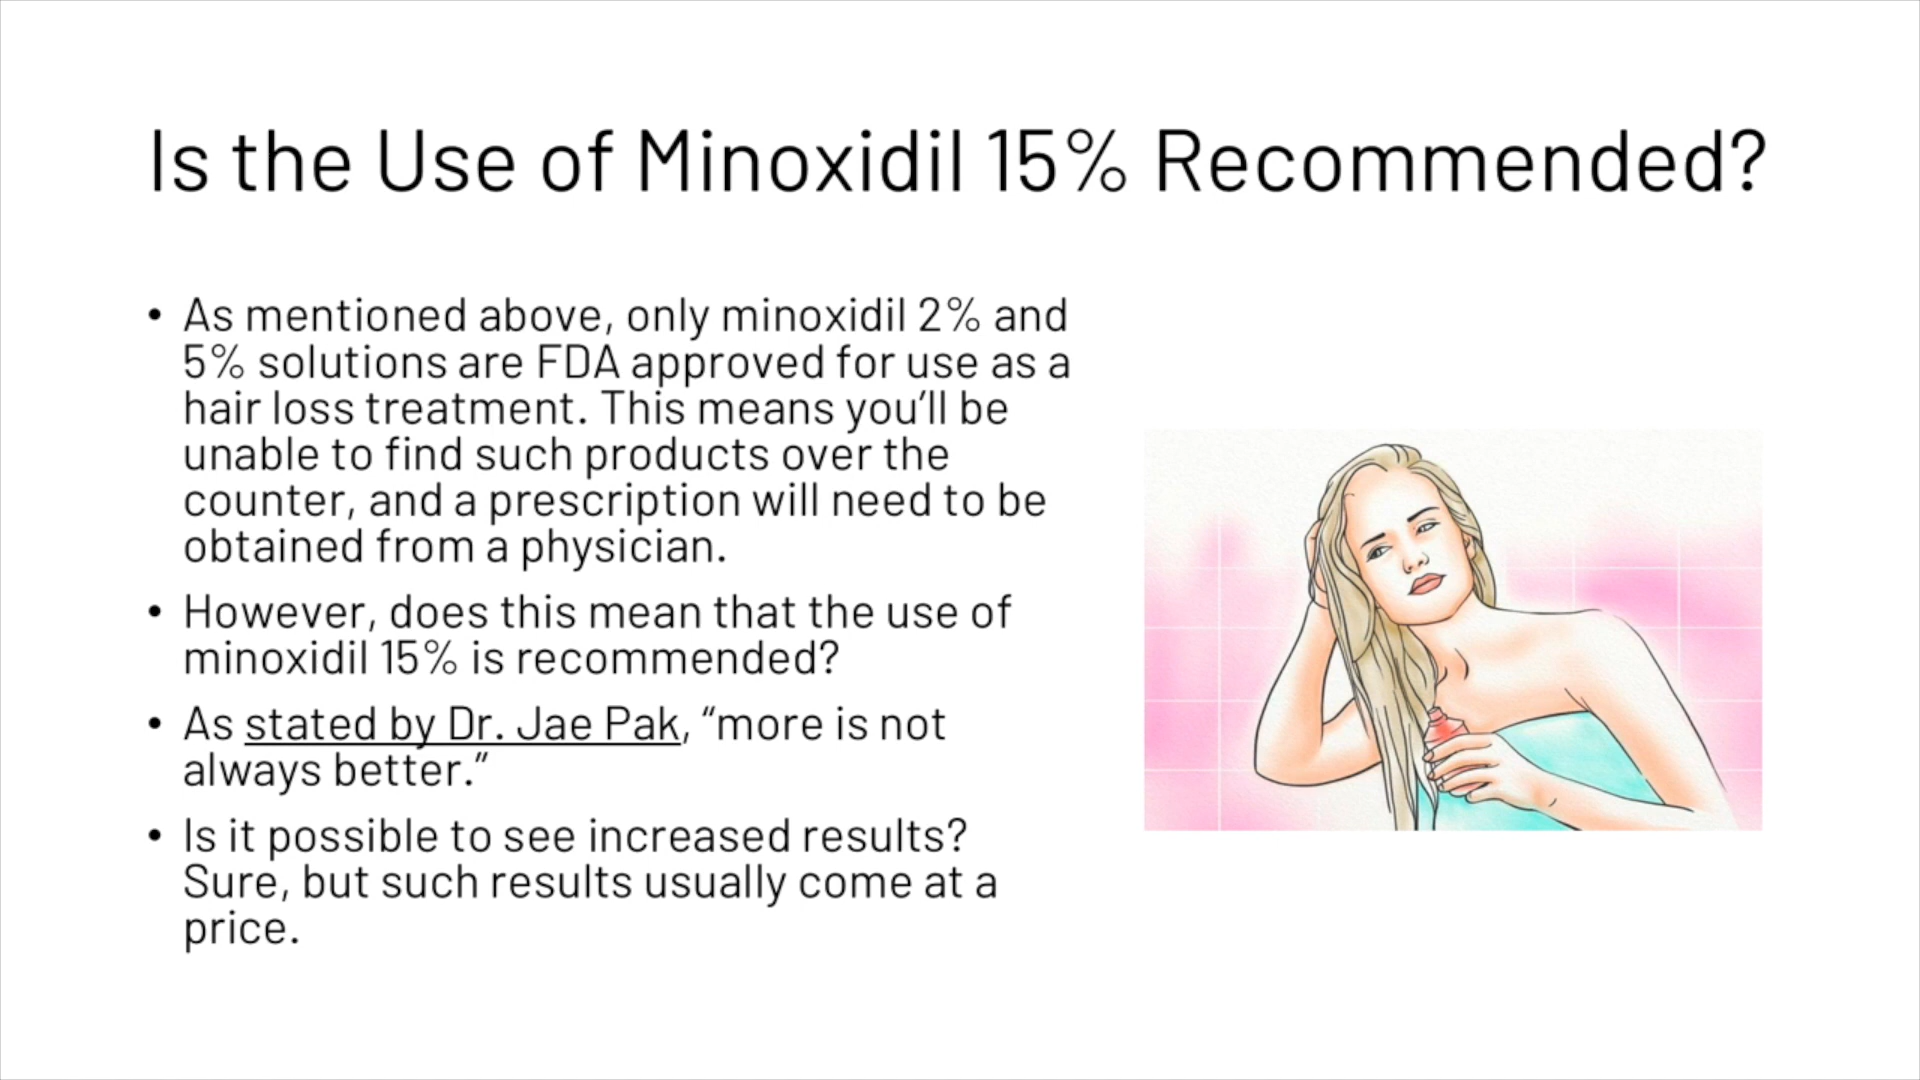 Is the Use of Minoxidil 15% Recommended?
• As mentioned above, only minoxidil 2% and
5% solutions are FDA approved for use as a
hair loss treatment. This means you’ll be
unable to find such products over the
counter, and a prescription will need to be
obtained from a physician.
• However, does this mean that the use of
minoxidil 15% is recommended?
• As stated by Dr. Jae Pak, “more is not
always better.”
• Is it possible to see increased results?
Sure, but such results usually come at a
price.